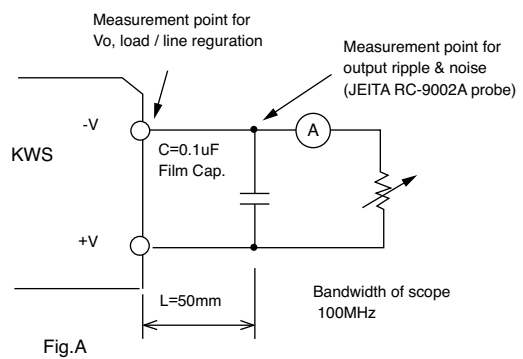 Measurement point for
Vo, load / line reguration
Measurement point for
output ripple & noise
(JEITA RC-9002A probe)
-V
A
KWS
C=0.1uF
Film Cap.
+V
L=50mm
Bandwidth of scope
100MHz
Fig.A